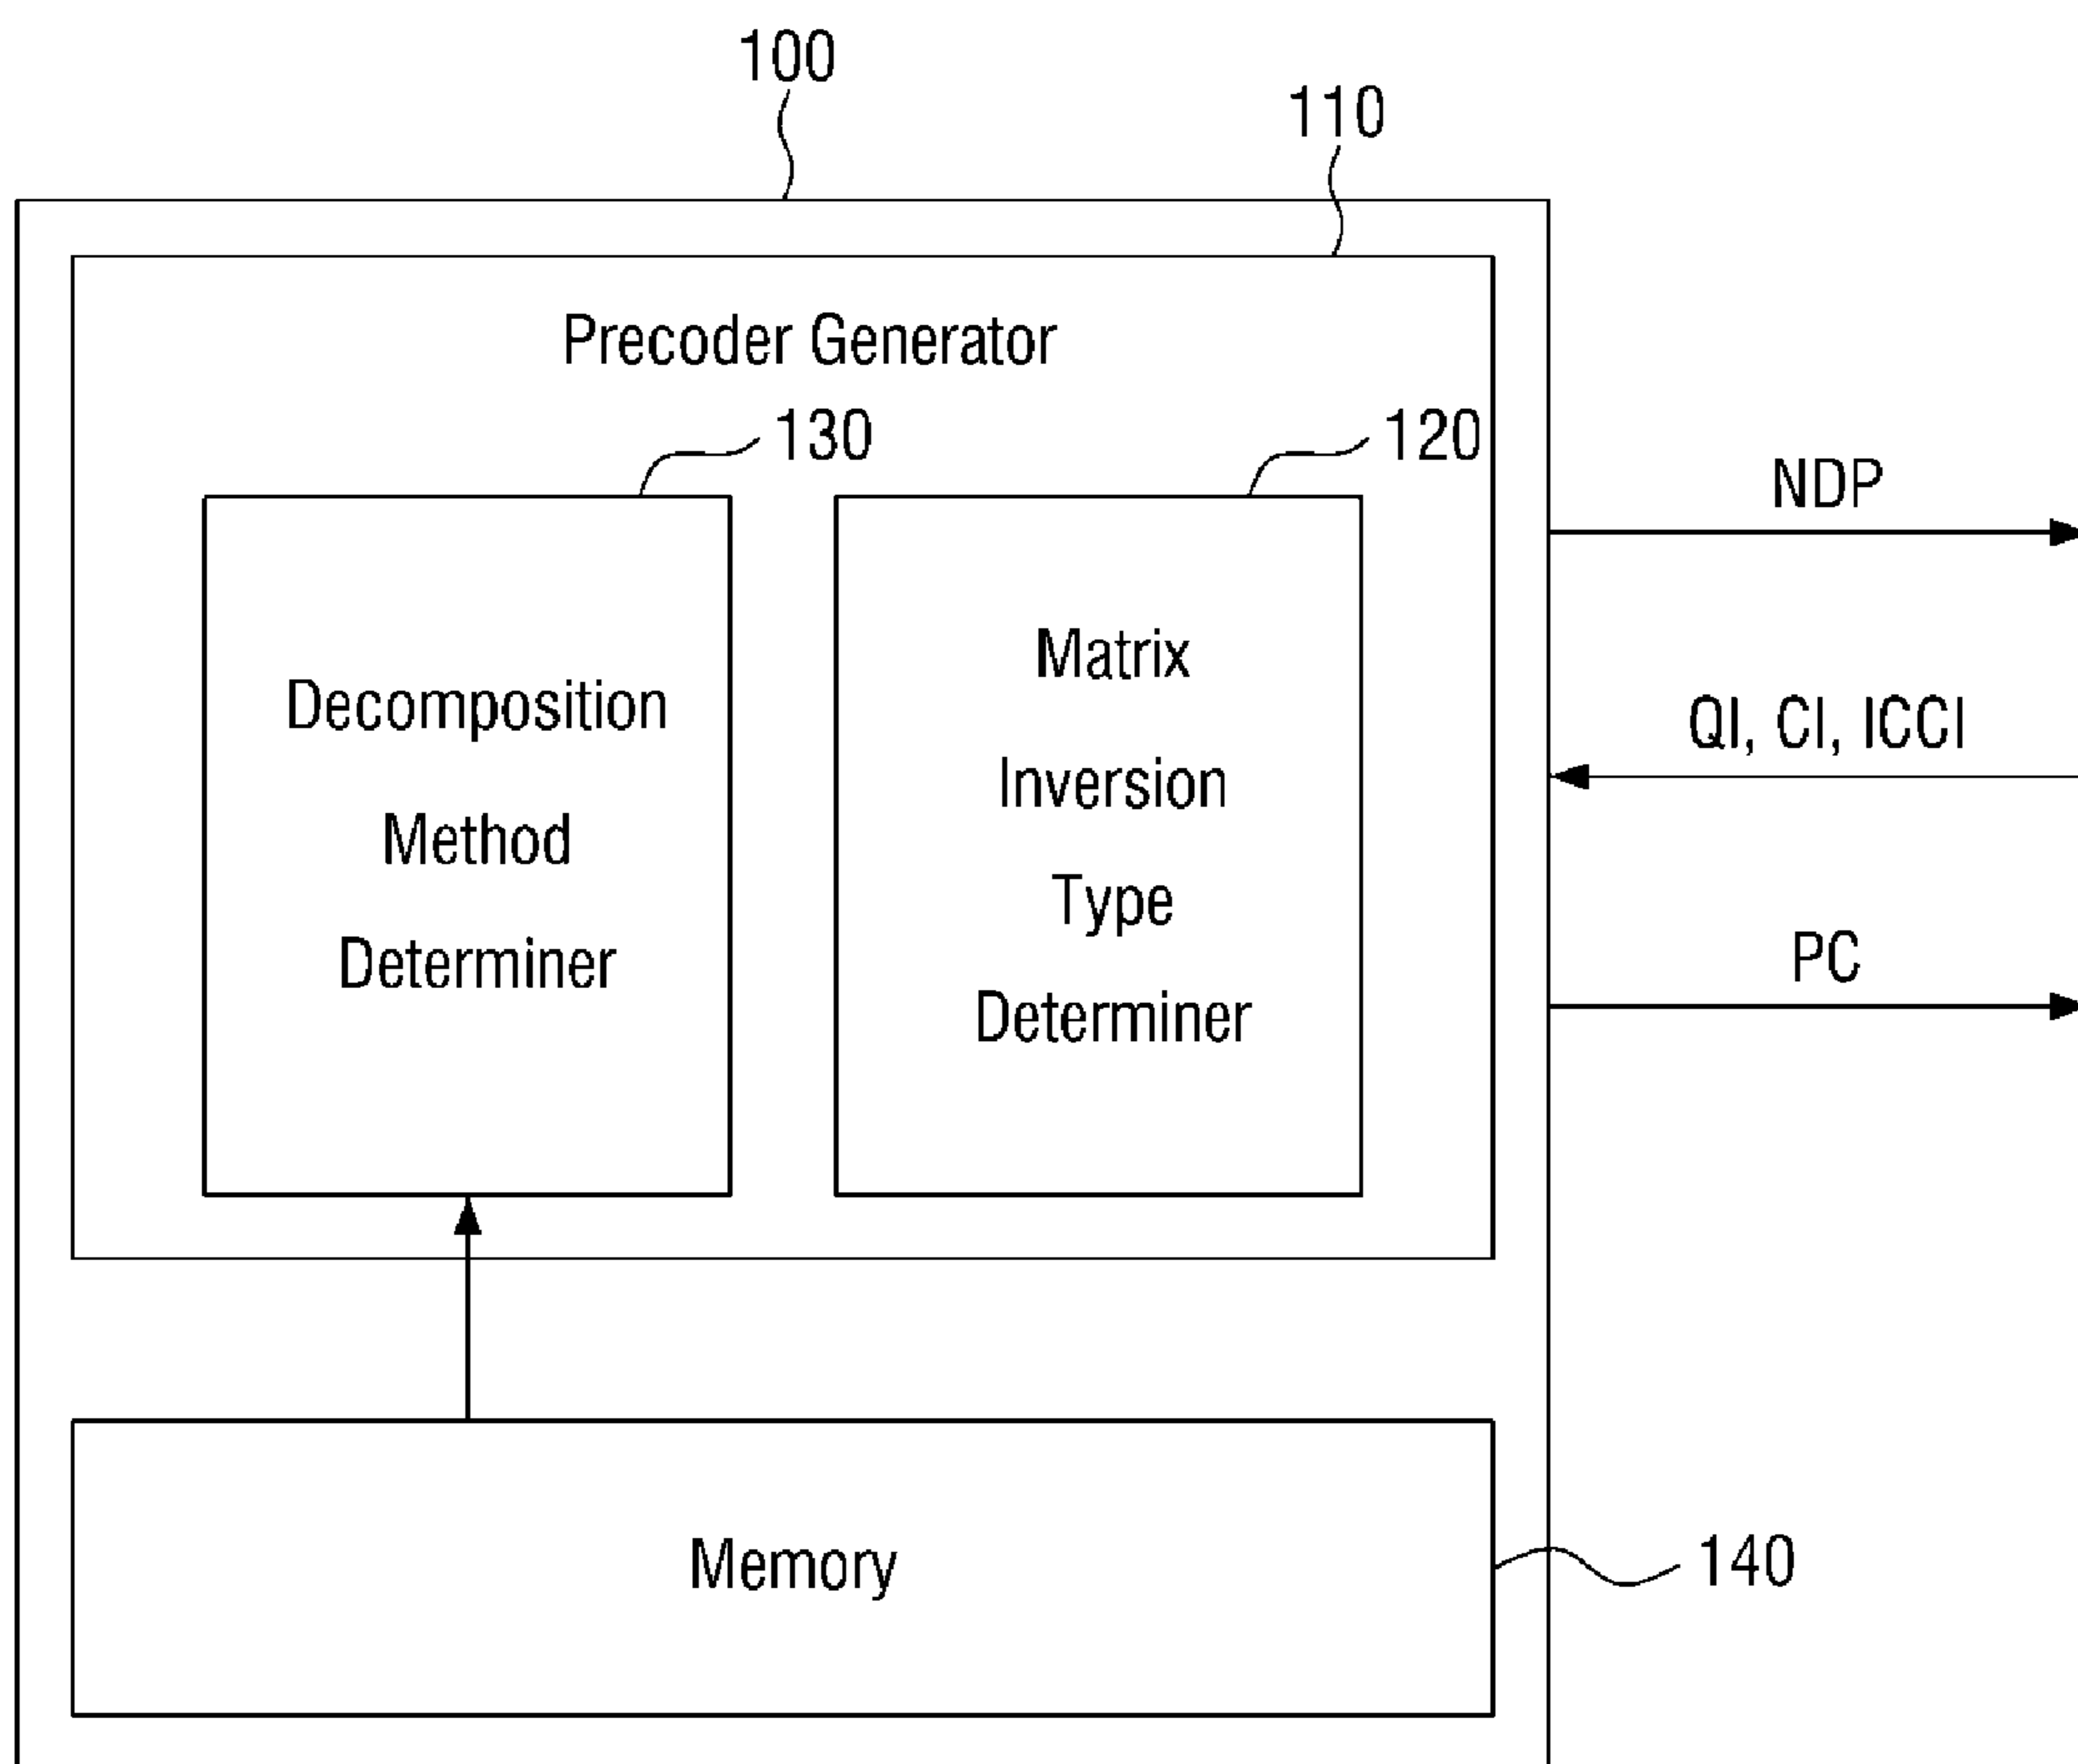 100
110
Precoder Generator
130
120
Decomposition
Method
Determiner
Matrix
Inversion
Type
Determiner
NDP
QI, CI, ICCI
PC
Memory
140